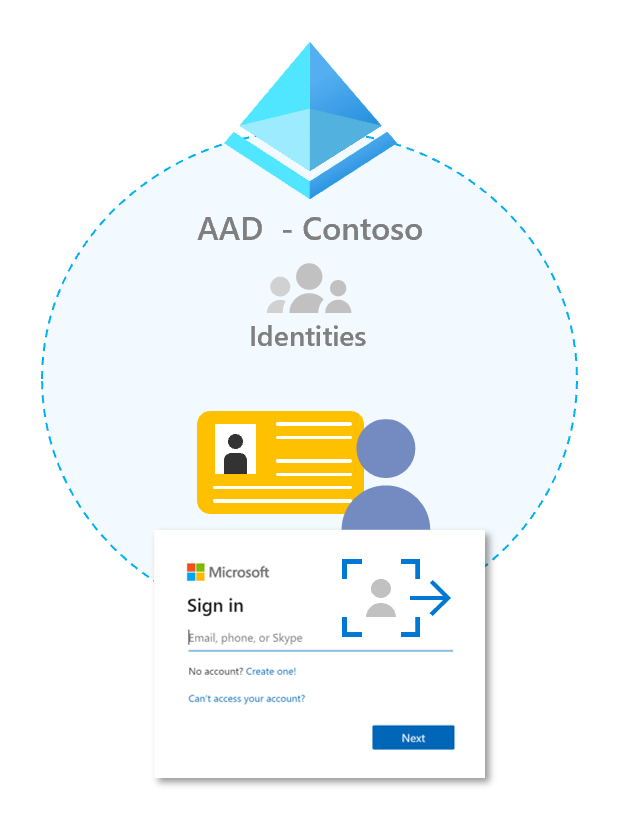 AAD - Contoso
Identities
Microsoft
Sign in
Email, phone, or Skype
No account? Create one!
Can't access your account?
Next